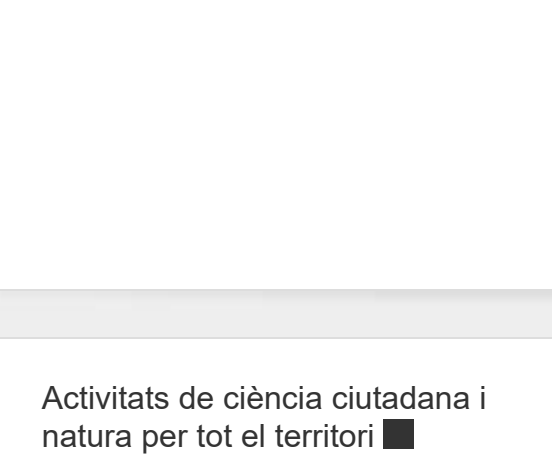 Activitats de ciència ciutadana i
natura per tot el territori